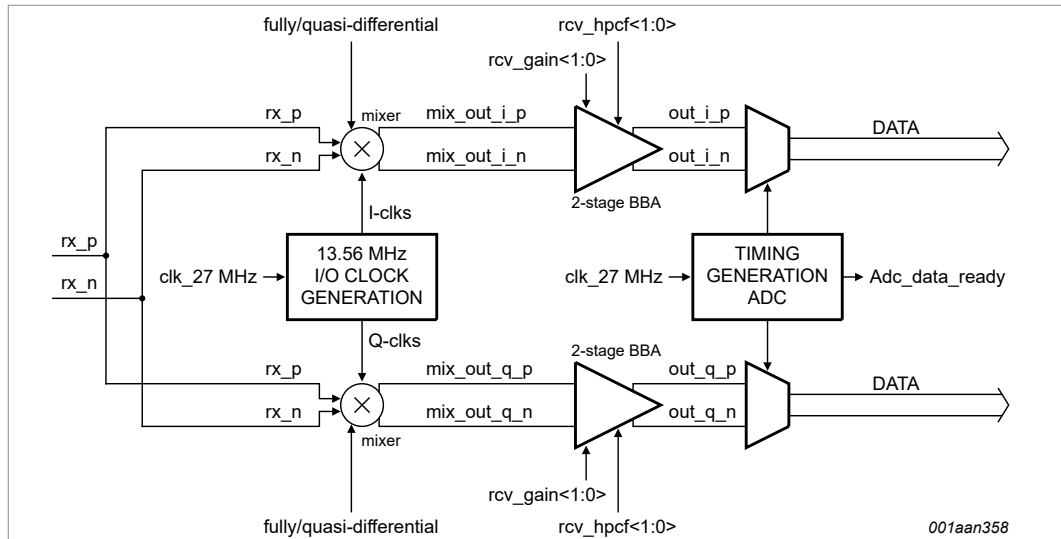 fully/quasi-differential
rcv_hpcf<1:0>
rcv_gain<1:0>
rx_p
mixer
mix_out_i_p
out_i_p
DATA
rx_n
mix_out_i_n
out_i_n
2-stage BBA
I-clks
rx_p
rx_n
clk_27 MHz
13.56 MHz
I/O CLOCK
GENERATION
clk_27 MHz
TIMING
GENERATION
ADC
Adc_data_ready
Q-clks
2-stage BBA
rx_p
mix_out_q_p
out_q_p
DATA
rx_n
mix_out_q_n
out_q_n
mixer
rcv_gain<1:0>
fully/quasi-differential
rcv_hpcf<1:0>
001aan358